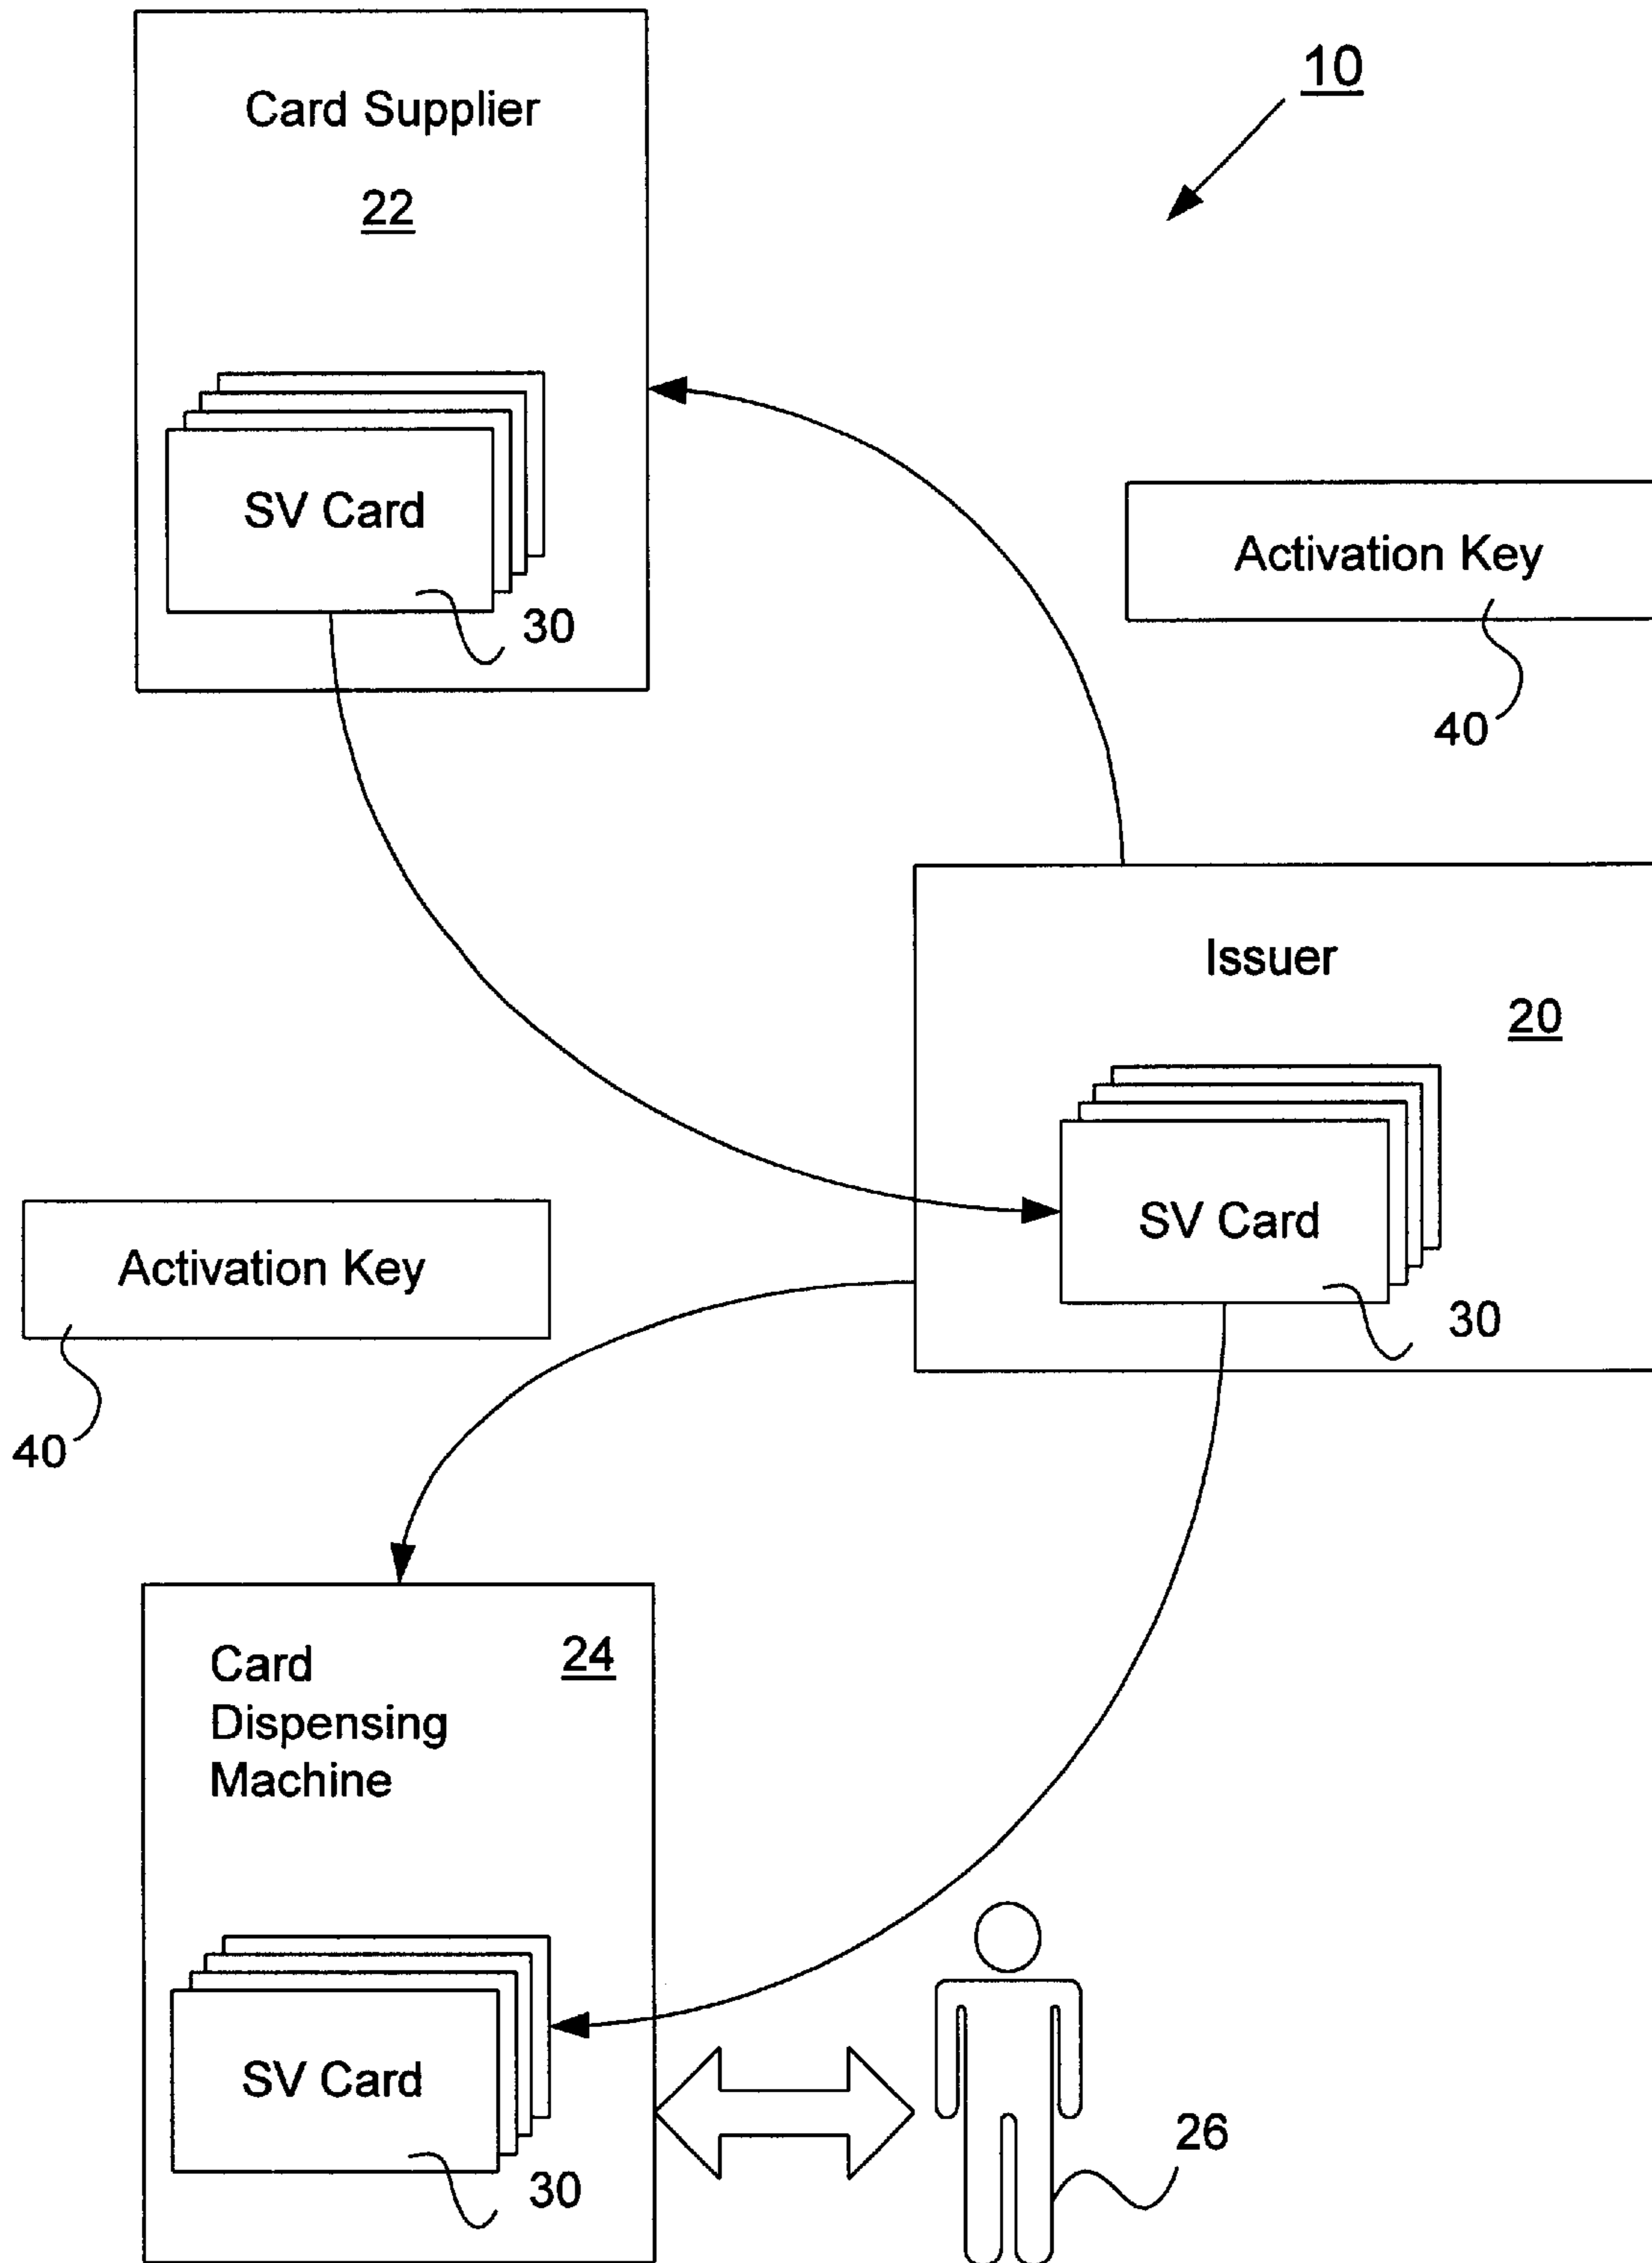 10
Card Supplier
22
SV Card
30
Activation Key
40
Issuer
20
SV Card
30
Activation Key
40
Card
Dispensing
Machine
24
SV Card
30
26